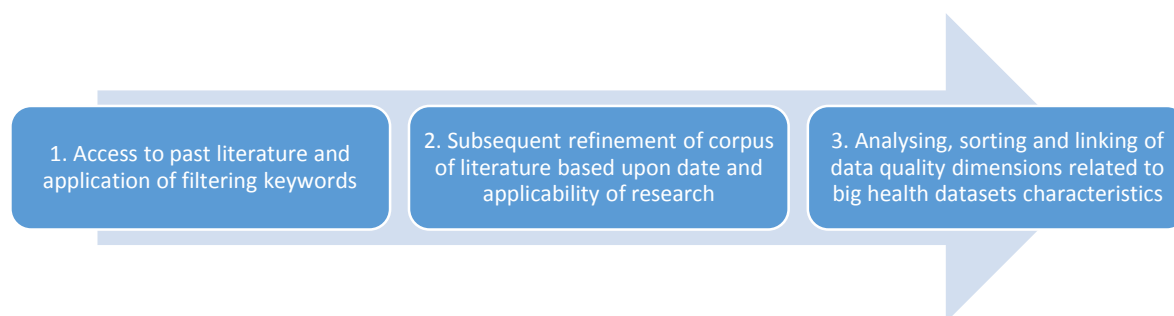 1. Access to past literature and
application of filtering keywords
2. Subsequent refinement of corpus
of literature based upon date and
applicability of research
3. Analysing, sorting and linking of
data quality dimensions related to
big health datasets characteristics